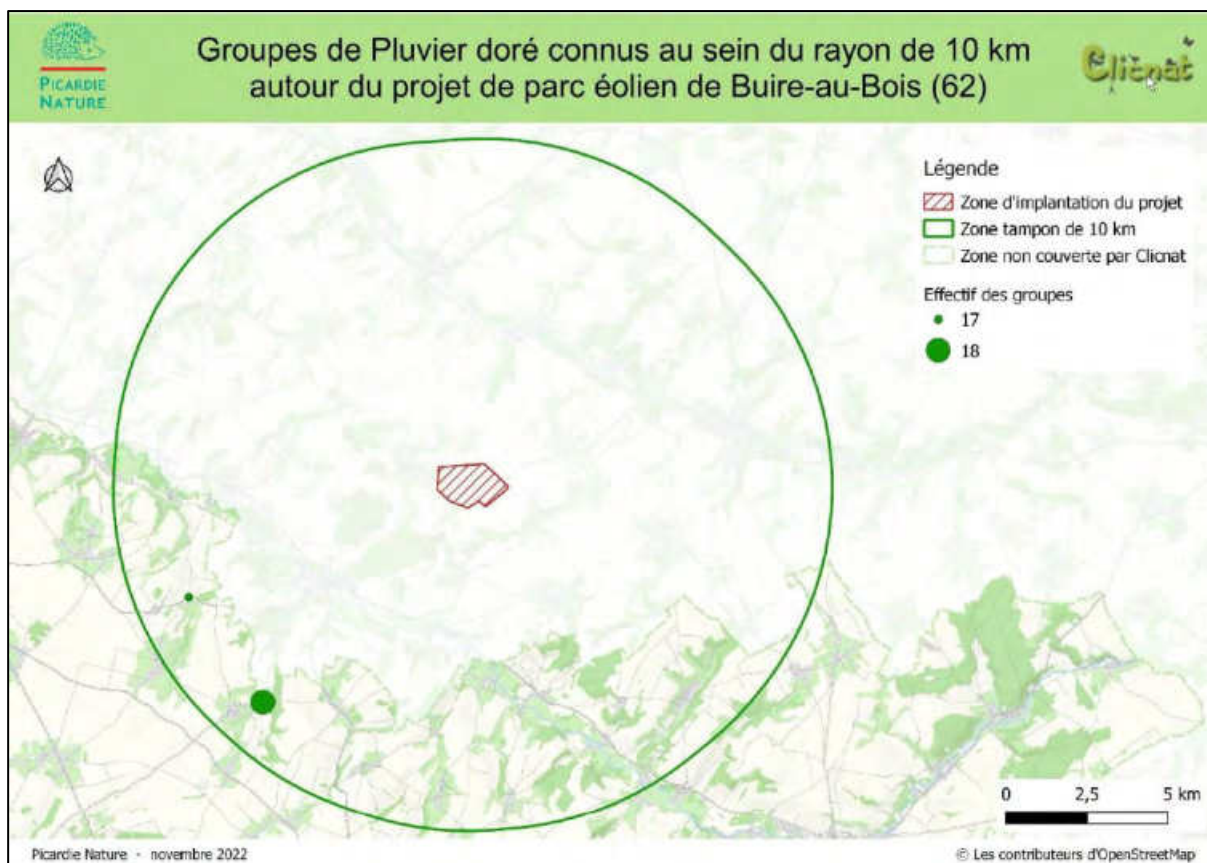 PICARDIE
NATURE
Groupes de Pluvier doré connus au sein du rayon de 10 km
autour du projet de parc éolien de Buire-au-Bois (62)
Clicnat
Légende
Zone d'implantation du projet
Zone tampon de 10 km
Zone non couverte par Clicnat
Effectif des groupes
17
18
0 2,5 5 km
Picardie Nature - novembre 2022
© Les contributeurs d'OpenStreetMap